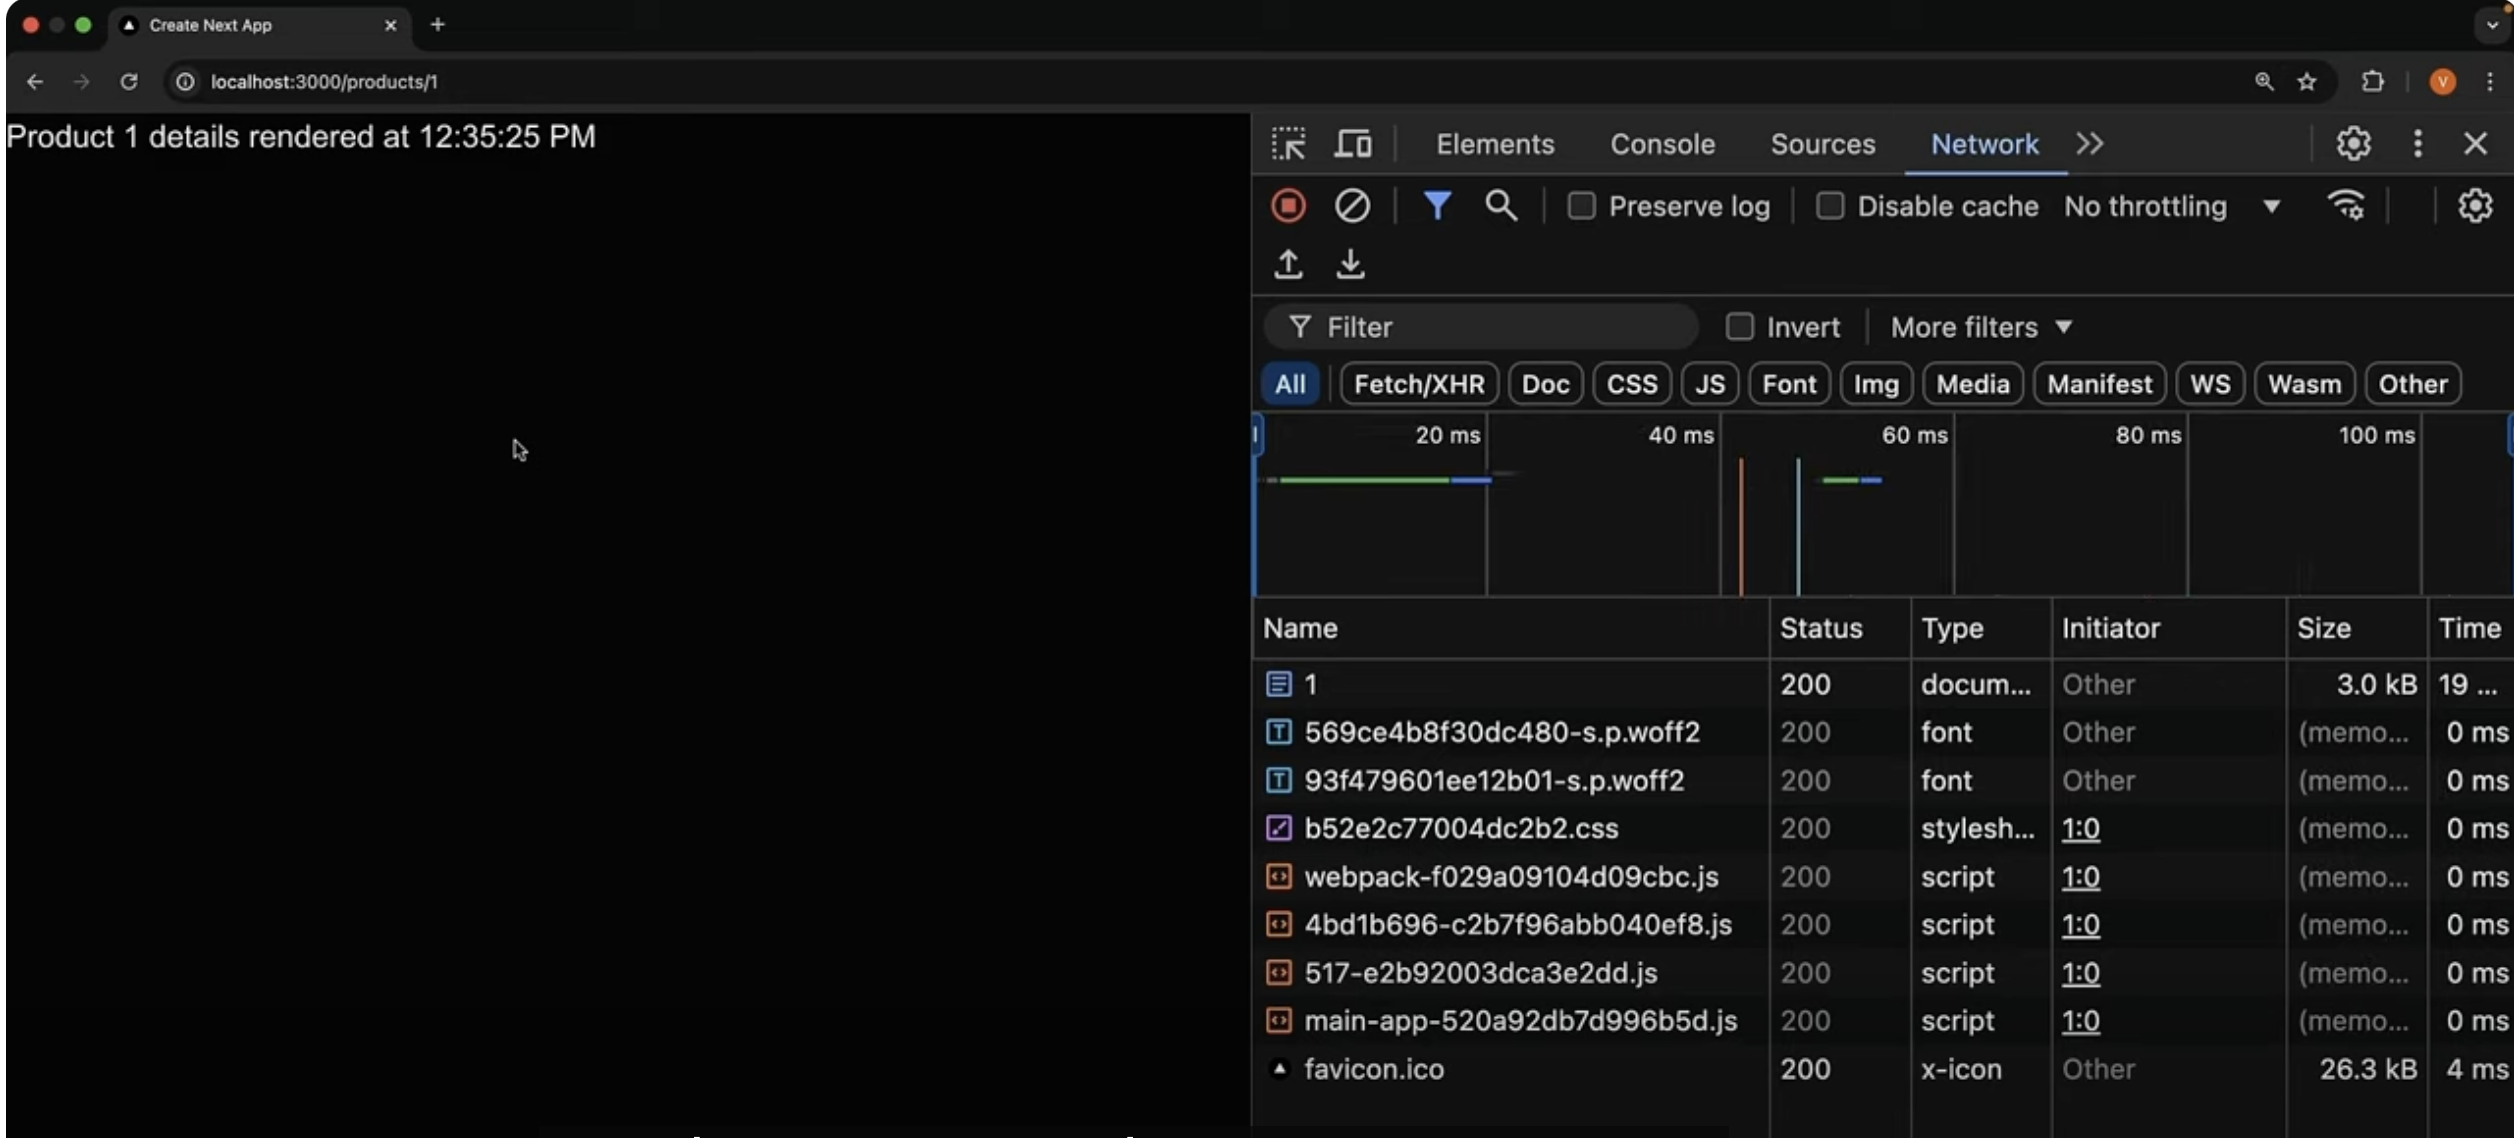 Create Next App
localhost:3000/products/1
V
Product 1 details rendered at 12:35:25 PM
Elements Console Sources Network
Preserve log Disable cache No throttling
Filter Invert More filters
All Fetch/XHR Doc CSS JS Font Img Media Manifest WS Wasm Other
20 ms 40 ms 60 ms 80 ms 100 ms
Name Status Type Initiator Size Time
1 200 docum... Other 3.0 kB 19 ...
569ce4b8f30dc480-s.p.woff2 200 font Other (memo... 0 ms
93f479601ee12b01-s.p.woff2 200 font Other (memo... 0 ms
b52e2c77004dc2b2.css 200 stylesh... 1:0 (memo... 0 ms
webpack-f029a09104d09cbc.js 200 script 1:0 (memo... 0 ms
4bd1b696-c2b7f96abb040ef8.js 200 script 1:0 (memo... 0 ms
517-e2b92003dca3e2dd.js 200 script 1:0 (memo... 0 ms
main-app-520a92db7d996b5d.js 200 script 1:0 (memo... 0 ms
favicon.ico 200 x-icon Other 26.3 kB 4 ms